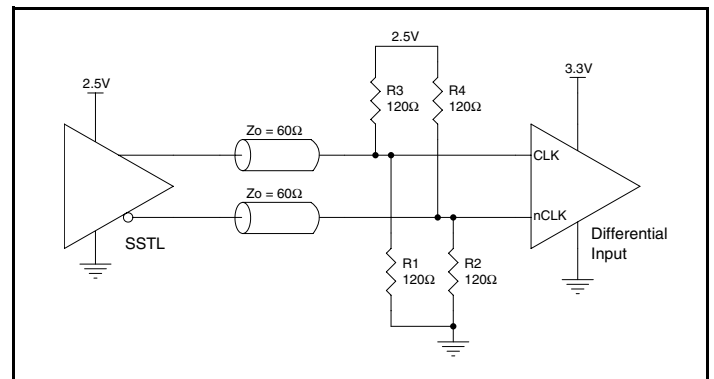 2.5V
3.3V
2.5V
R3
120Ω
R4
120Ω
Zo = 60Ω
CLK
Zo = 60Ω
nCLK
SSTL
Differential
Input
R1
120Ω
R2
120Ω